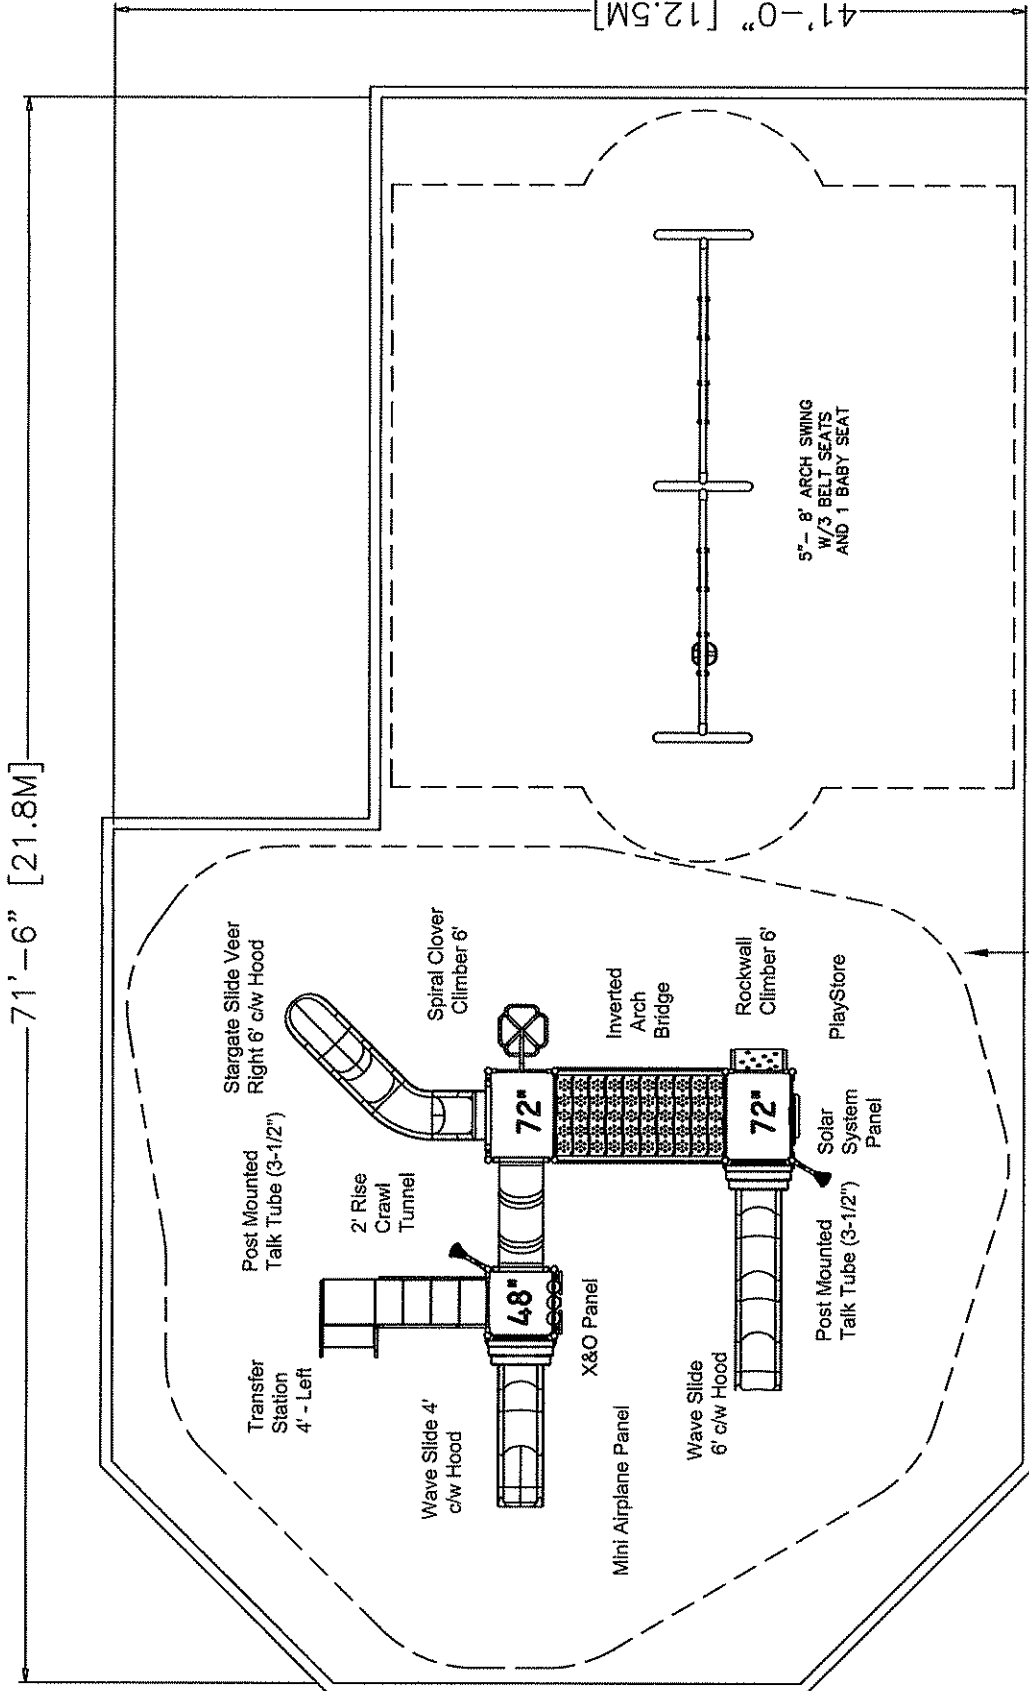 71'-6" [21.8M]
41'-0" [12.5M]
Stargate Slide Veer
Right 6' c/w Hood
Spiral Clover
Climber 6'
Inverted
Arch
Bridge
Rockwall
Climber 6'
PlayStore
Post Mounted
Talk Tube (3-1/2")
2' Rise
Crawl
Tunnel
72"
72"
Solar
System
Panel
Transfer
Station
4' - Left
48"
X&O Panel
Post Mounted
Talk Tube (3-1/2")
Wave Slide 4'
c/w Hood
Mini Airplane Panel
Wave Slide
6' c/w Hood
5"- 8' ARCH SWING
W/3 BELT SEATS
AND 1 BABY SEAT